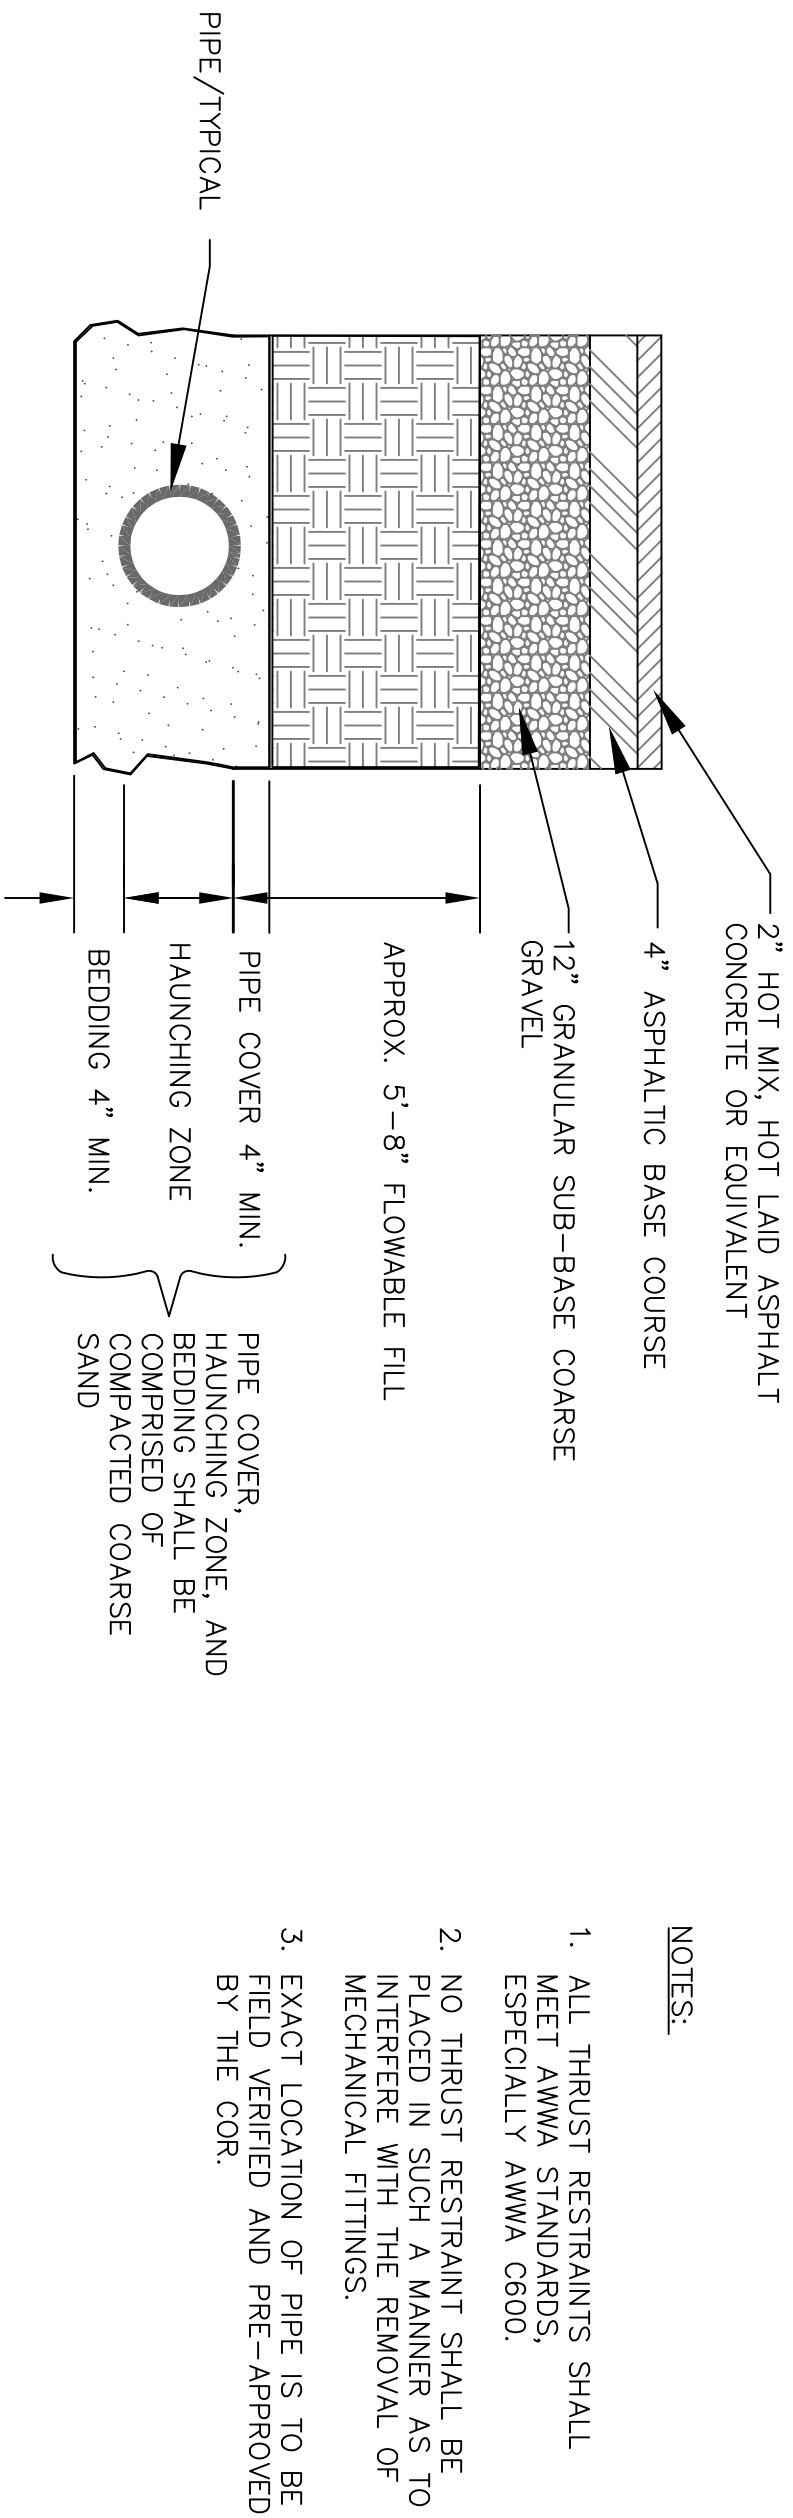 PIPE/TYPICAL
2” HOT MIX, HOT LAID ASPHALT
CONCRETE OR EQUIVALENT
4” ASPHALTIC BASE COURSE
12” GRANULAR SUB-BASE COARSE
GRAVEL
APPROX. 5’-8” FLOWABLE FILL
PIPE COVER 4” MIN.
HAUNCHING ZONE
BEDDING 4” MIN.
PIPE COVER,
HAUNCHING ZONE, AND
BEDDING SHALL BE
COMPRISED OF
COMPACTED COARSE
SAND
NOTES:
1. ALL THRUST RESTRAINTS SHALL
MEET AWWA STANDARDS,
ESPECIALLY AWWA C600.
2. NO THRUST RESTRAINT SHALL BE
PLACED IN SUCH A MANNER AS TO
INTERFERE WITH THE REMOVAL OF
MECHANICAL FITTINGS.
3. EXACT LOCATION OF PIPE IS TO BE
FIELD VERIFIED AND PRE-APPROVED
BY THE COR.